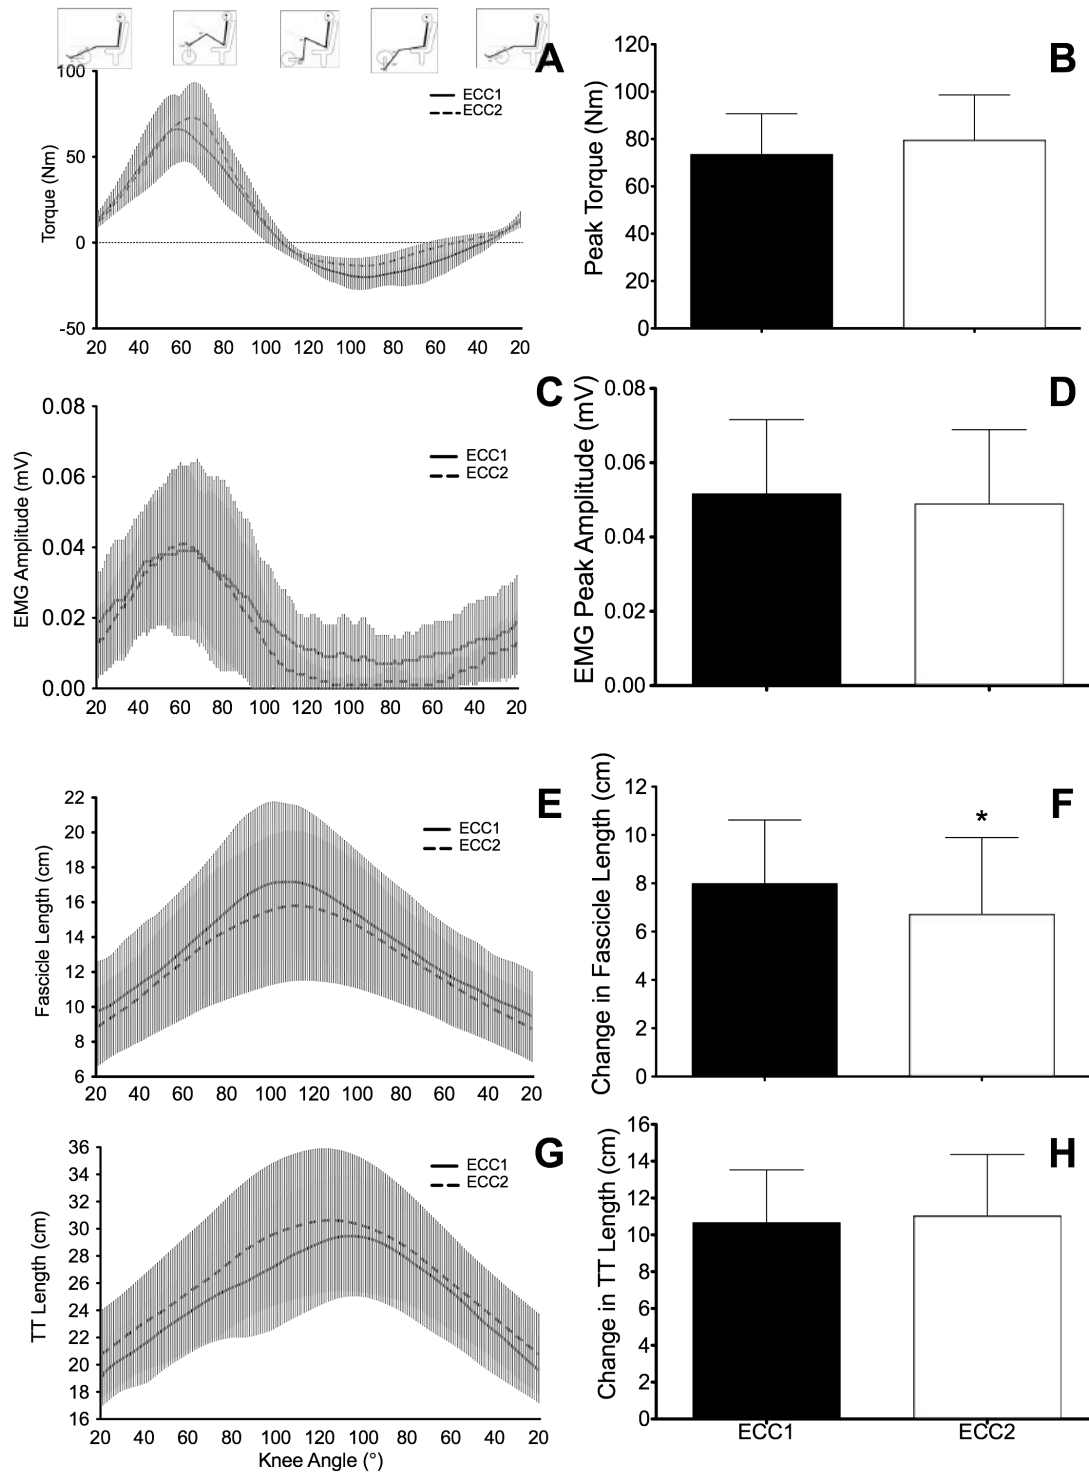 A
100
50
0
-50
Torque (Nm)
ECC1
ECC2
20 40 60 80 100 120 100 80 60 40 20
B
120
100
80
60
40
20
0
Peak Torque (Nm)
C
0.08
0.06
0.04
0.02
0.00
EMG Amplitude (mV)
ECC1
ECC2
20 40 60 80 100 120 100 80 60 40 20
D
0.08
0.06
0.04
0.02
0.00
EMG Peak Amplitude (mV)
E
22
20
18
16
14
12
10
8
6
Fascicle Length (cm)
ECC1
ECC2
20 40 60 80 100 120 100 80 60 40 20
F
12
10
8
6
4
2
0
Change in Fascicle Length (cm)
*
G
36
34
32
30
28
26
24
22
20
18
16
TT Length (cm)
ECC1
ECC2
20 40 60 80 100 120 120 100 80 60 40 20
Knee Angle (°)
H
16
14
12
10
8
6
4
2
0
Change in TT Length (cm)
ECC1 ECC2